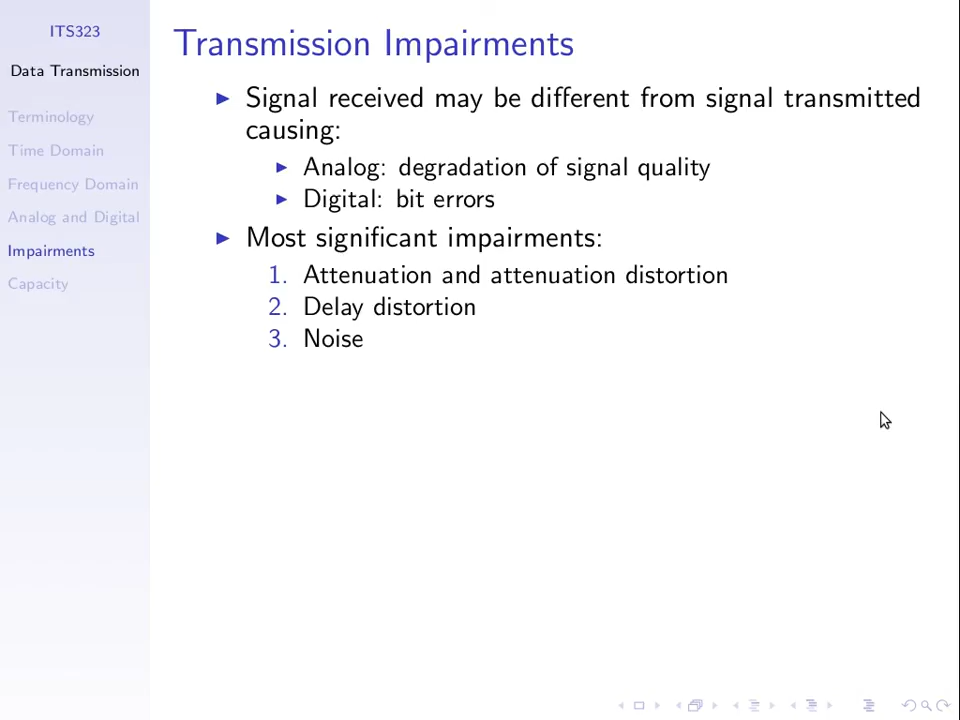 ITS323
Data Transmission
Terminology
Time Domain
Frequency Domain
Analog and Digital
Impairments
Capacity
Transmission Impairments
Signal received may be different from signal transmitted
causing:
Analog: degradation of signal quality
Digital: bit errors
Most significant impairments:
1. Attenuation and attenuation distortion
2. Delay distortion
3. Noise